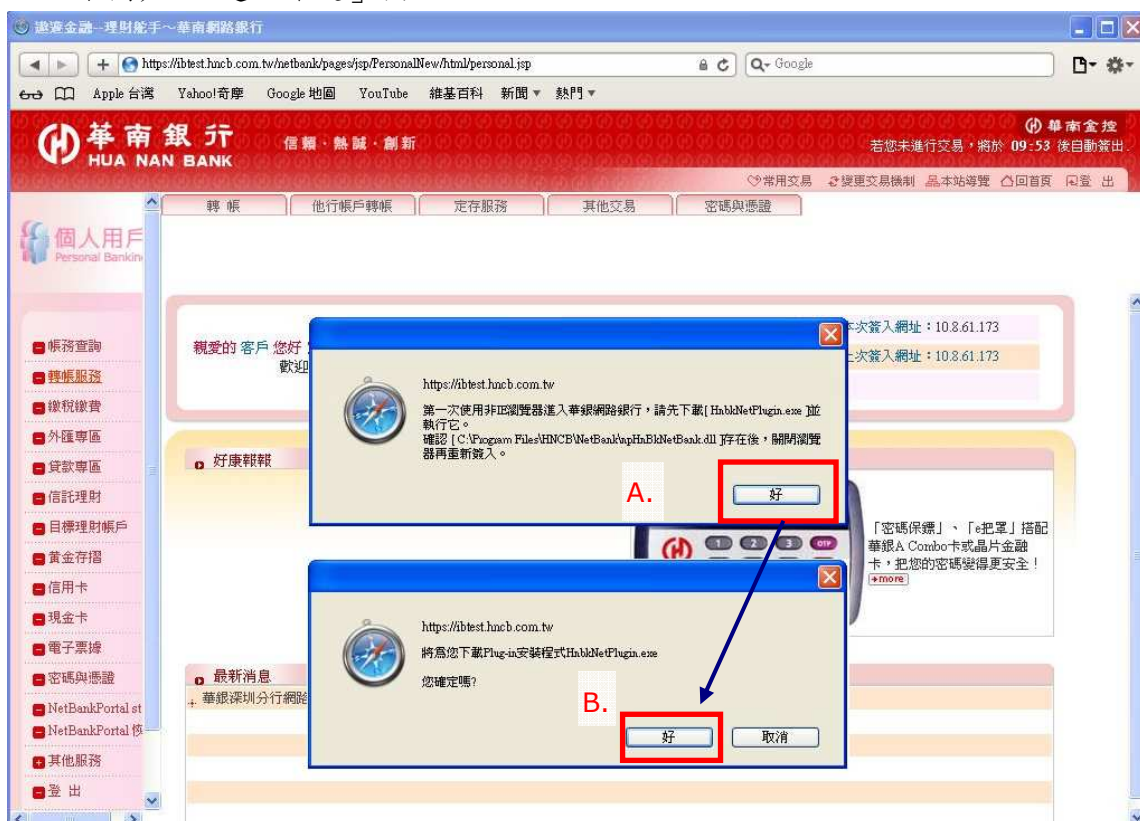 遨遊金融--理財舵手～華南網路銀行
https://ibtest.hncb.com.tw/netbank/pages/jsp/PersonalNew/html/personal.jsp
Google
Apple 台灣 Yahoo!奇摩 Google 地圖 YouTube 維基百科 新聞 熱門
華南銀行 信賴·熱誠·創新
HUA NAN BANK
華南金控
若您未進行交易，將於 09:53 後自動簽出.
常用交易 變更交易機制 本站導覽 回首頁 登 出
轉 帳 他行帳戶轉帳 定存服務 其他交易 密碼與憑證
個人用戶
Personal Bankin
帳務查詢
轉帳服務
繳稅繳費
外匯專區
貸款專區
信託理財
目標理財帳戶
黃金存摺
信用卡
現金卡
電子票據
密碼與憑證
NetBankPortal st
NetBankPortal 恢
其他服務
登 出
親愛的 客戶 您好
歡迎
本次簽入網址：10.8.61.173
上次簽入網址：10.8.61.173
https://ibtest.hncb.com.tw
第一次使用非IE瀏覽器進入華銀網路銀行，請先下載[ HnbkNetPlugin.exe ]並
執行它。
確認 [ C:\Program Files\HNCB\NetBank\npHnBkNetBank.dll ]存在後，關閉瀏覽
器再重新簽入。
A.
好
好康報報
1 2 3 OTP
「密碼保鏢」、「e把罩」搭配
華銀A Combo卡或晶片金融
卡，把您的密碼變得更安全！
more
https://ibtest.hncb.com.tw
將為您下載Plug-in安裝程式HnbkNetPlugin.exe
您確定嗎?
B.
好 取消
最新消息
華銀深圳分行網路